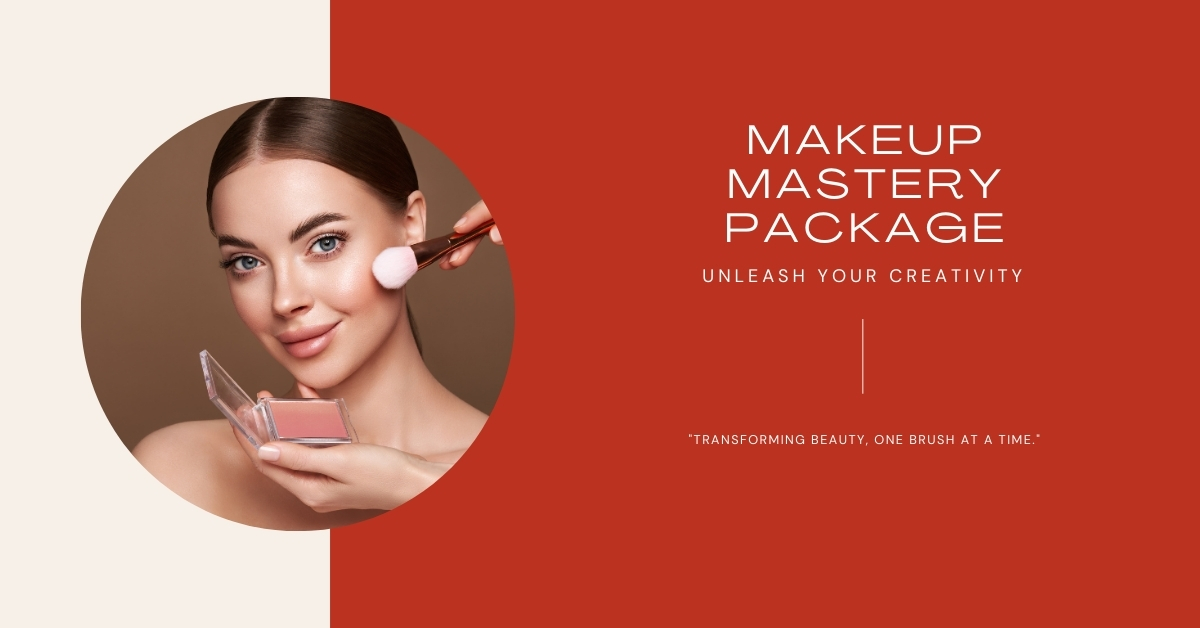 MAKEUP
MASTERY
PACKAGE
UNLEASH YOUR CREATIVITY
"TRANSFORMING BEAUTY, ONE BRUSH AT A TIME."